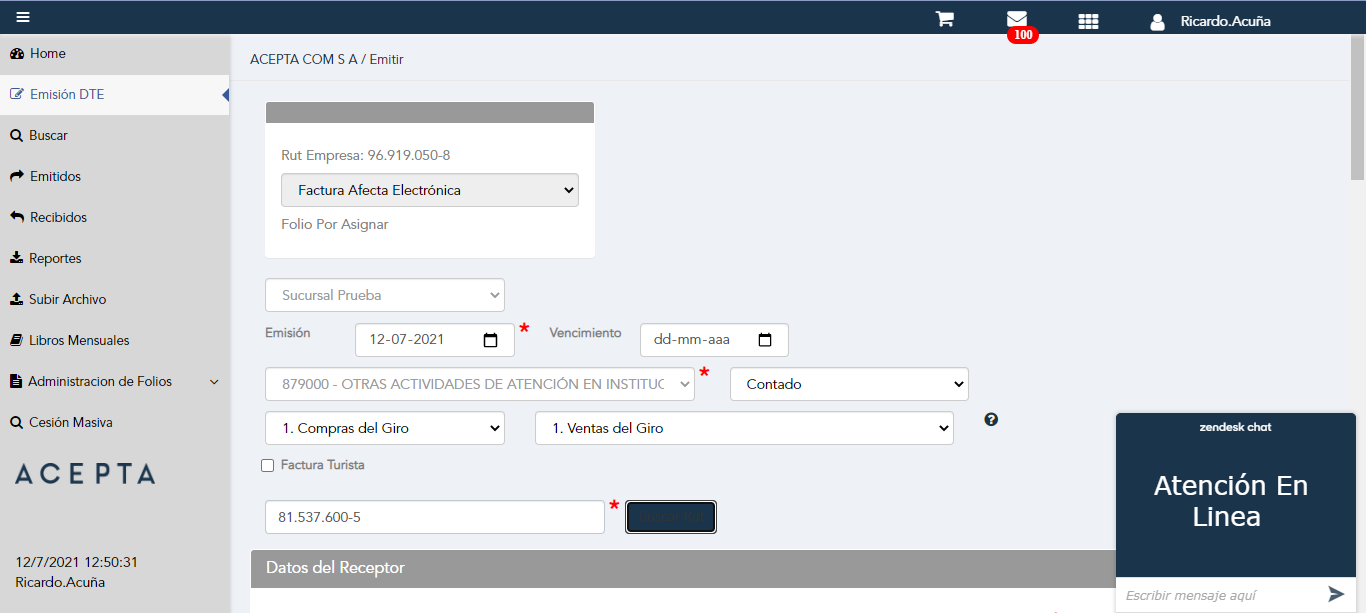 100
Ricardo.Acuña
Home
ACEPTA COM S A / Emitir
Emisión DTE
Buscar
Emitidos
Recibidos
Reportes
Subir Archivo
Libros Mensuales
Administracion de Folios
Cesión Masiva
ACEPTA
12/7/2021 12:50:31
Ricardo.Acuña
Rut Empresa: 96.919.050-8
Factura Afecta Electrónica
Folio Por Asignar
Sucursal Prueba
Emisión 12-07-2021 * Vencimiento dd-mm-aaa
879000 - OTRAS ACTIVIDADES DE ATENCIÓN EN INSTITUC * Contado
1. Compras del Giro 1. Ventas del Giro
Factura Turista
81.537.600-5 *
Datos del Receptor
zendesk chat
Atención En
Linea
Escribir mensaje aquí